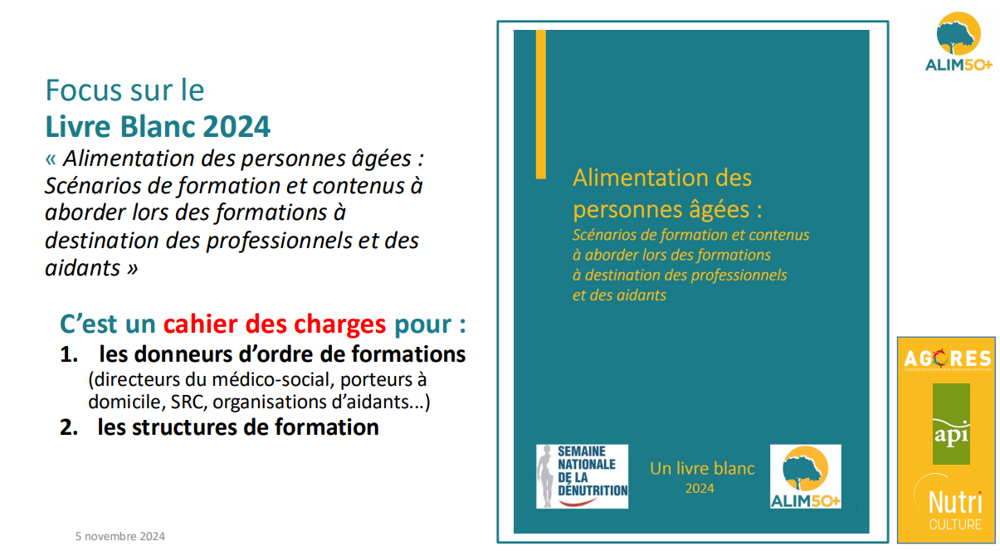 Focus sur le
Livre Blanc 2024
« Alimentation des personnes âgées :
Scénarios de formation et contenus à
aborder lors des formations à
destination des professionnels et des
aidants »
C’est un cahier des charges pour :
1. les donneurs d’ordre de formations
(directeurs du médico-social, porteurs à
domicile, SRC, organisations d’aidants...)
2. les structures de formation
5 novembre 2024
Alimentation des
personnes âgées :
Scénarios de formation et contenus
à aborder lors des formations
à destination des professionnels
et des aidants
SEMAINE
NATIONALE
DE LA
DÉNUTRITION
Un livre blanc
2024
ALIM50+
ALIM50+
AGORES
api
Nutri
CULTURE